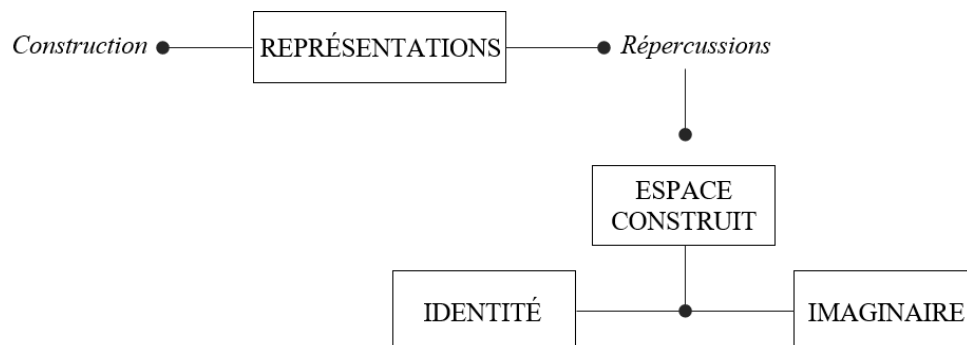 Construction
REPRÉSENTATIONS
Répercussions
ESPACE
CONSTRUIT
IDENTITÉ
IMAGINAIRE